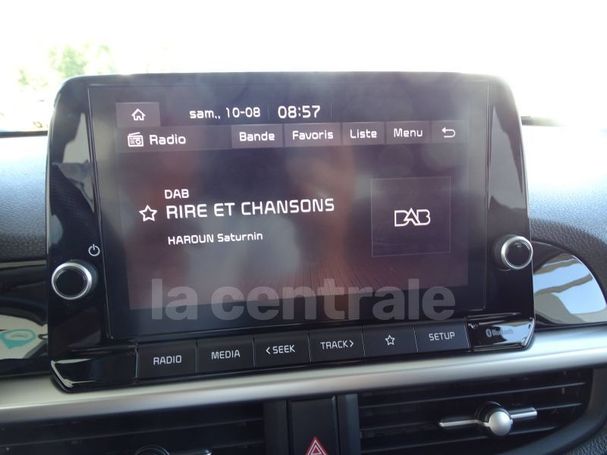 sam., 10-08 08:57
Radio Bande Favoris Liste Menu
DAB
RIRE ET CHANSONS
HAROUN Saturnin
DAB
la centrale
RADIO MEDIA <SEEK TRACK> SETUP Bluetooth